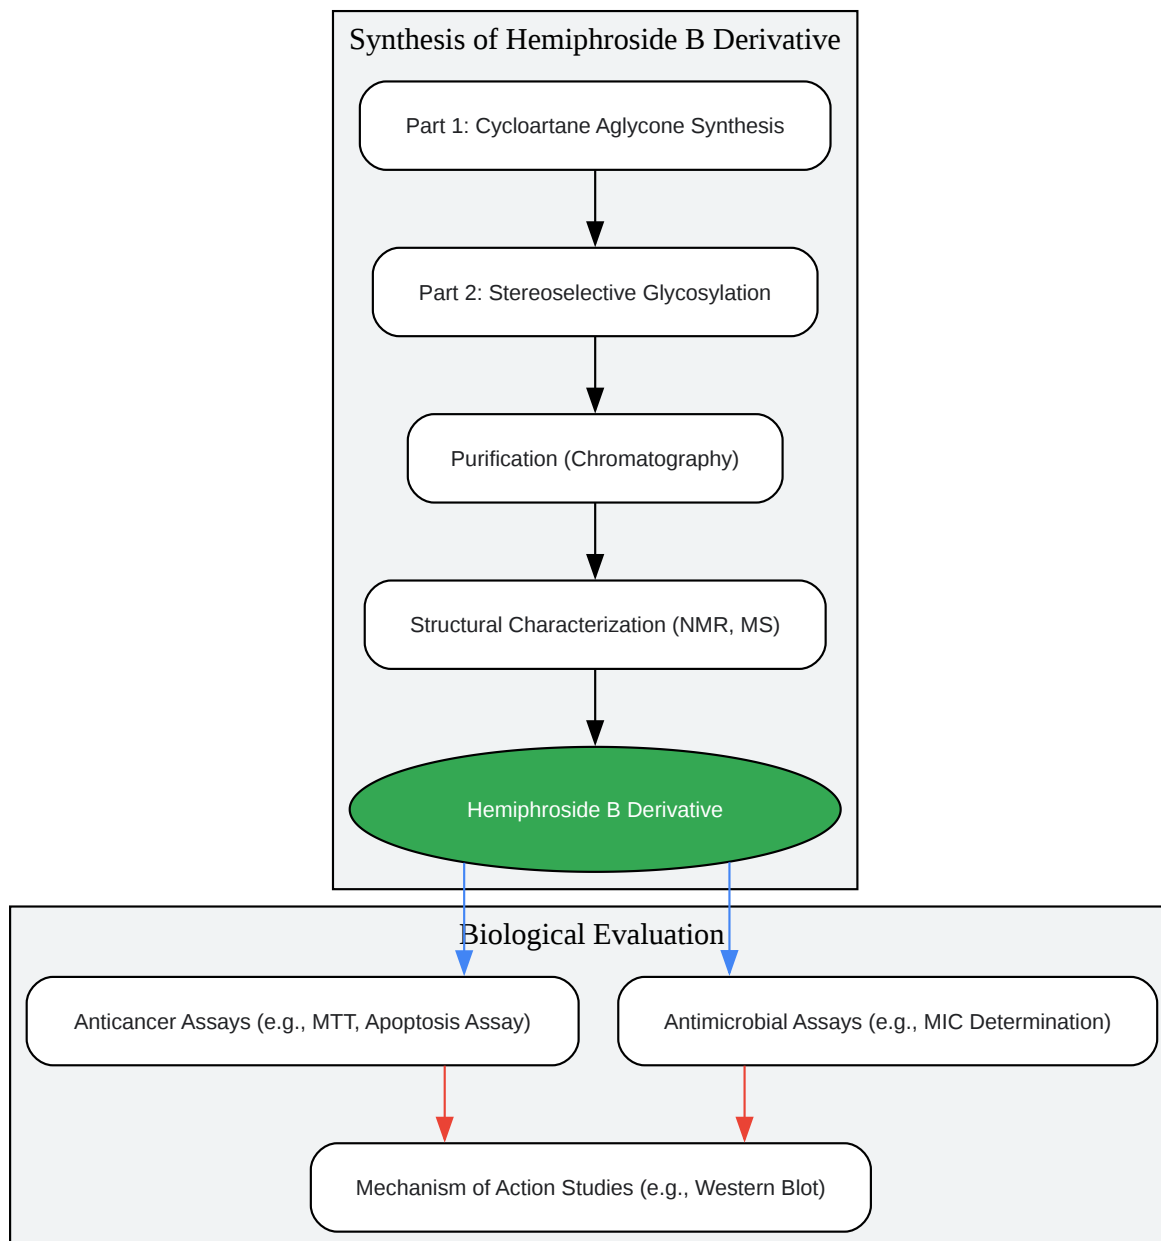 Synthesis of Hemiphroside B Derivative
Part 1: Cycloartane Aglycone Synthesis
Part 2: Stereoselective Glycosylation
Purification (Chromatography)
Structural Characterization (NMR, MS)
Hemiphroside B Derivative
Biological Evaluation
Anticancer Assays (e.g., MTT, Apoptosis Assay)
Antimicrobial Assays (e.g., MIC Determination)
Mechanism of Action Studies (e.g., Western Blot)